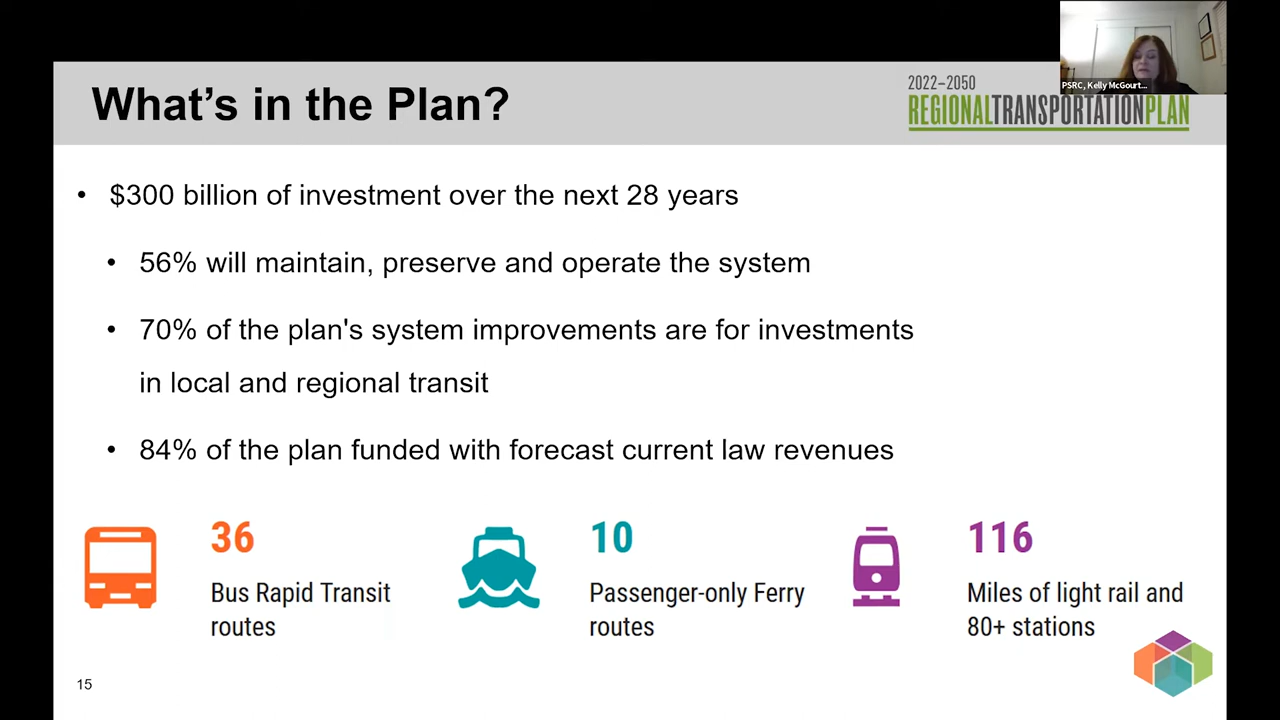 What's in the Plan?
2022–2050
REGIONALTRANSPORTATIONPLAN
PSRC, Kelly McGourt...
• $300 billion of investment over the next 28 years
• 56% will maintain, preserve and operate the system
• 70% of the plan's system improvements are for investments
in local and regional transit
• 84% of the plan funded with forecast current law revenues
36
Bus Rapid Transit
routes
10
Passenger-only Ferry
routes
116
Miles of light rail and
80+ stations
15